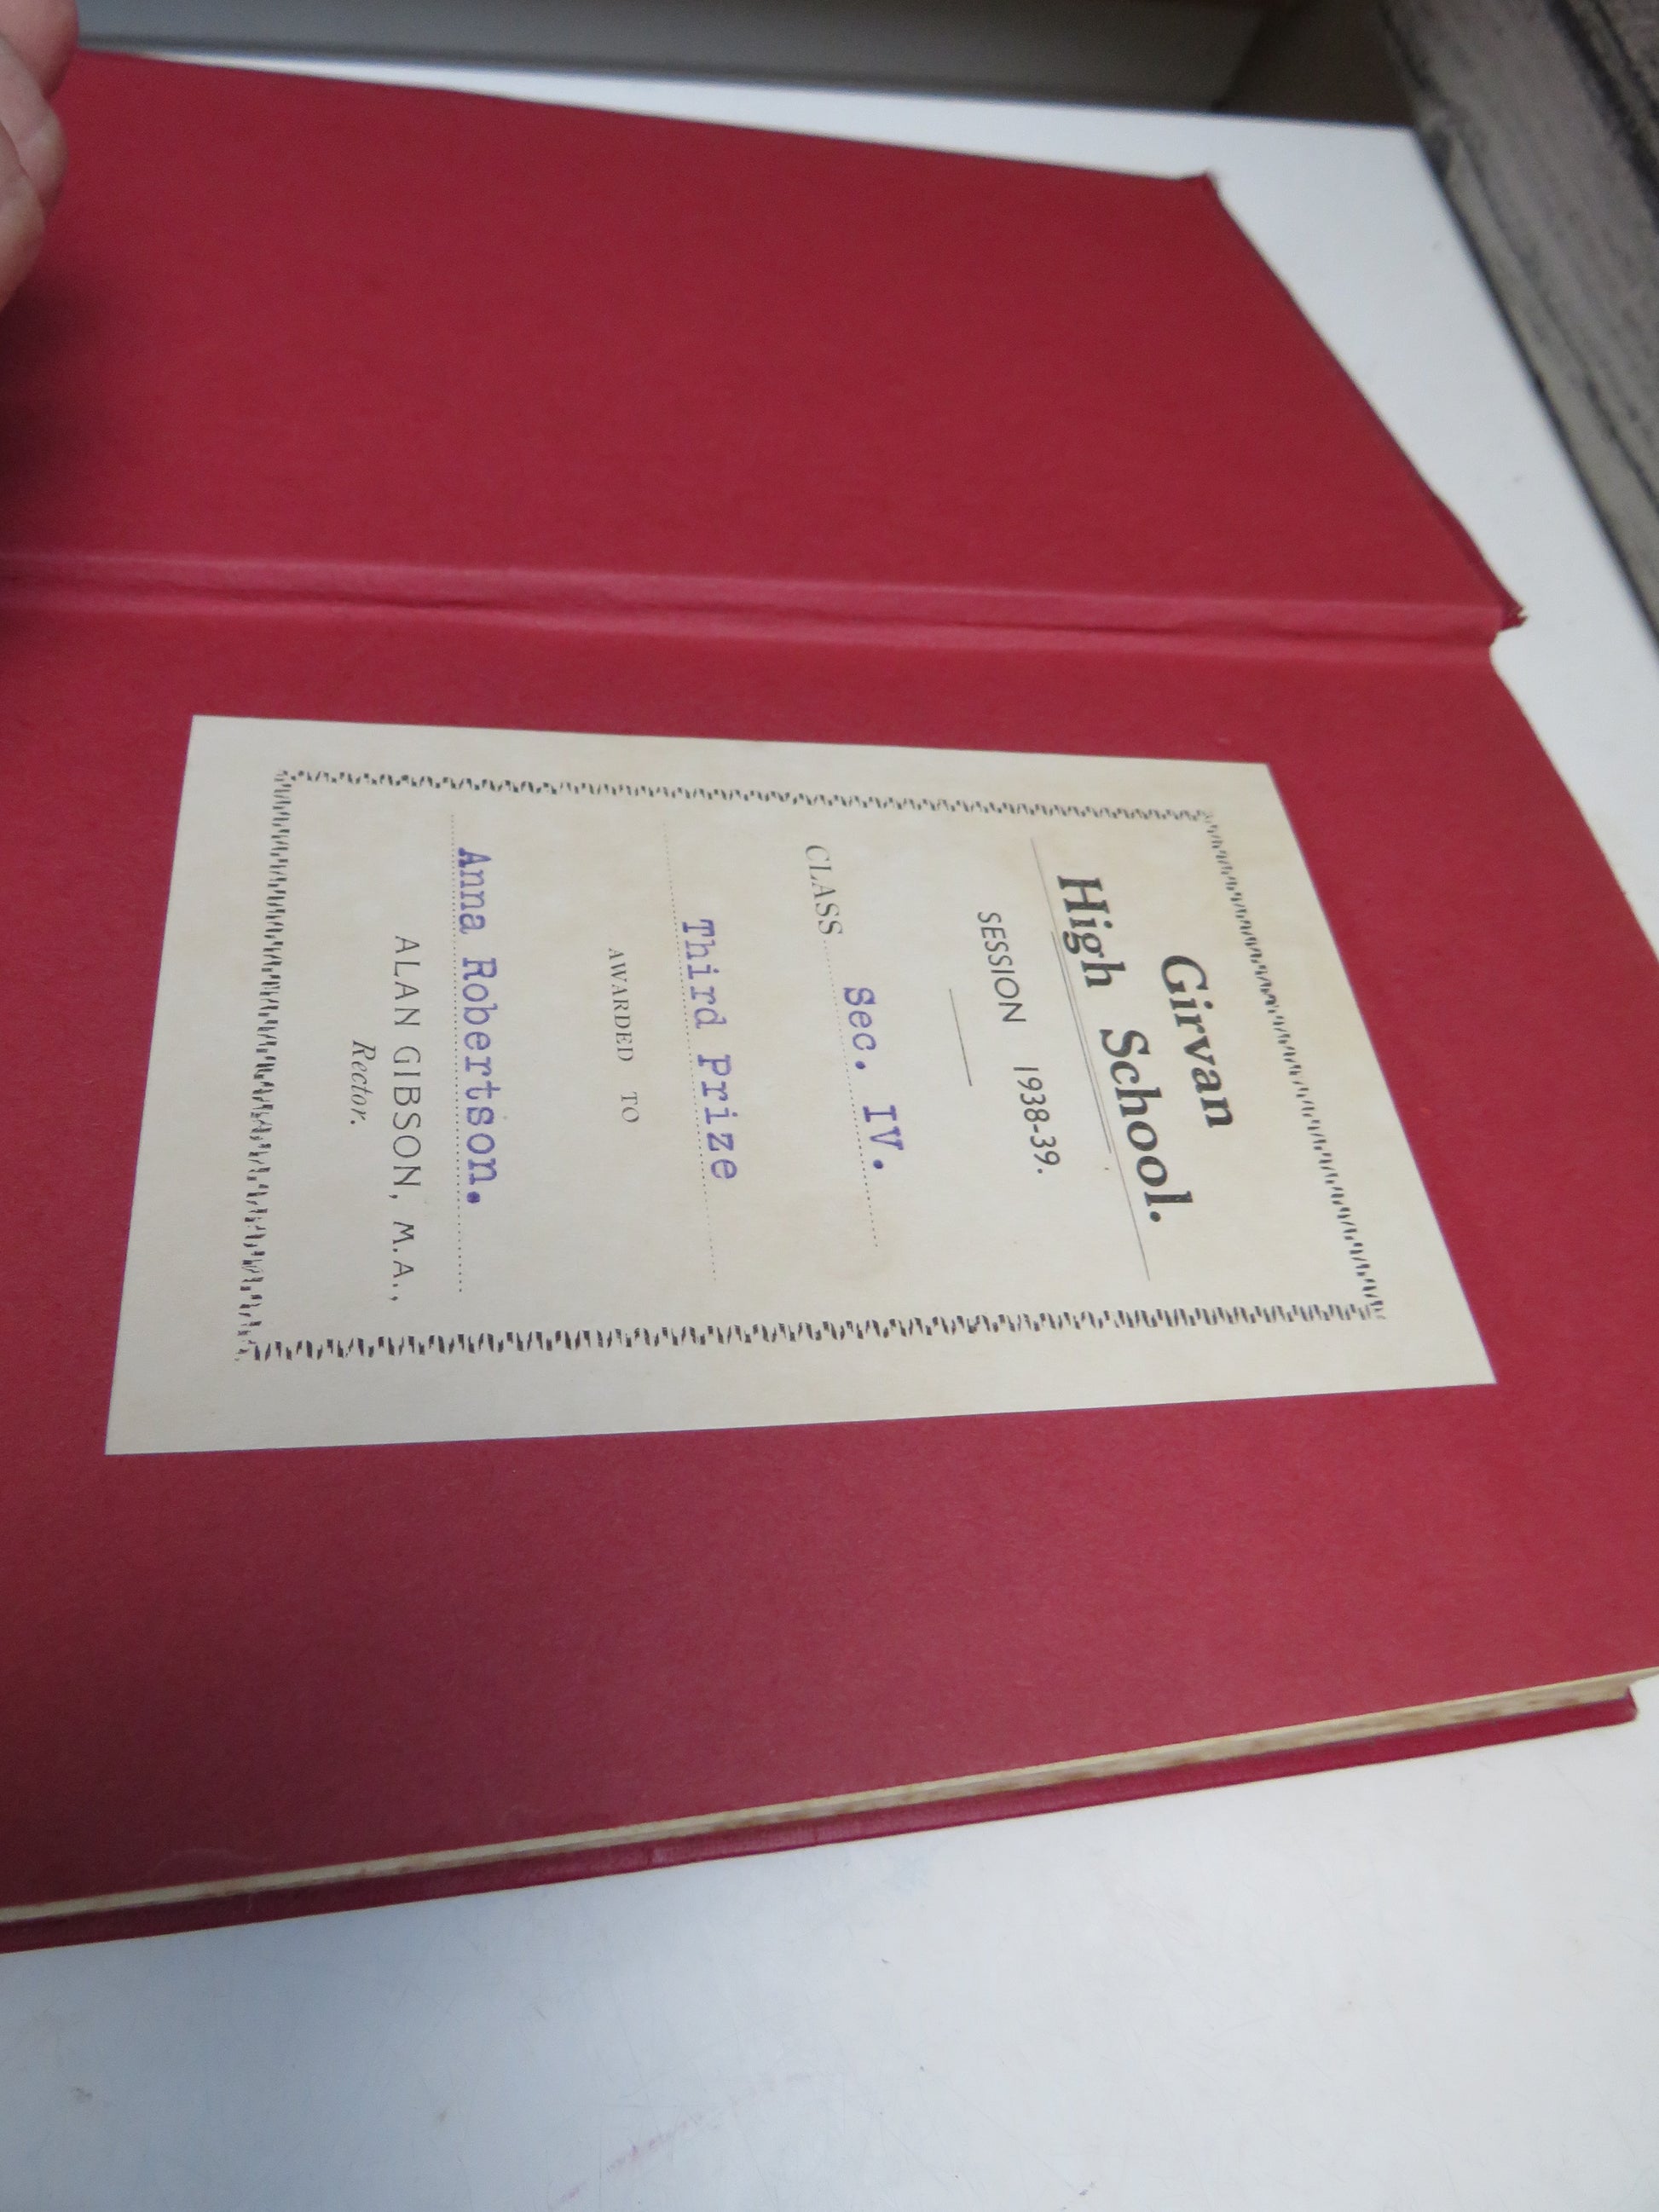 Girvan
High School.
SESSION 1938-39.
CLASS Sec. IV.
Third Prize
AWARDED TO
Anna Robertson.
ALAN GIBSON, M.A.,
Rector.